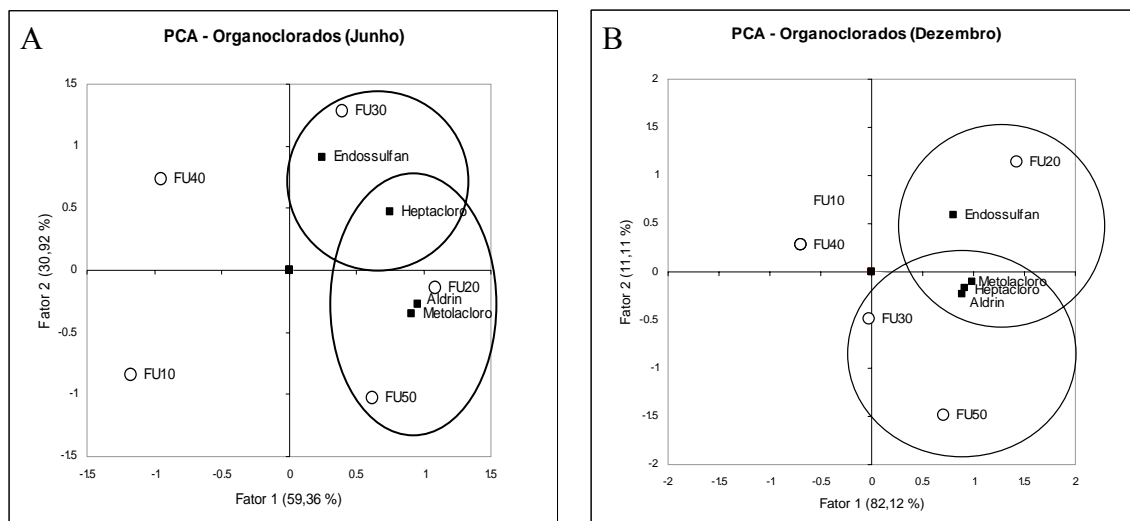 A
PCA - Organoclorados (Junho)
1.5
1
0.5
0
-0.5
-1
-1.5
Fator 2 (30,92 %)
FU30
Endossulfan
FU40
Heptacloro
FU20
Aldrin
Metolacloro
FU10
FU50
-1.5
-1
-0.5
0
0.5
1
1.5
Fator 1 (59,36 %)
B
PCA - Organoclorados (Dezembro)
2
1.5
1
0.5
0
-0.5
-1
-1.5
-2
Fator 2 (11,11 %)
FU20
FU10
Endossulfan
FU40
Metolacloro
Heptacloro
Aldrin
FU30
FU50
-2
-1.5
-1
-0.5
0
0.5
1
1.5
2
Fator 1 (82,12 %)